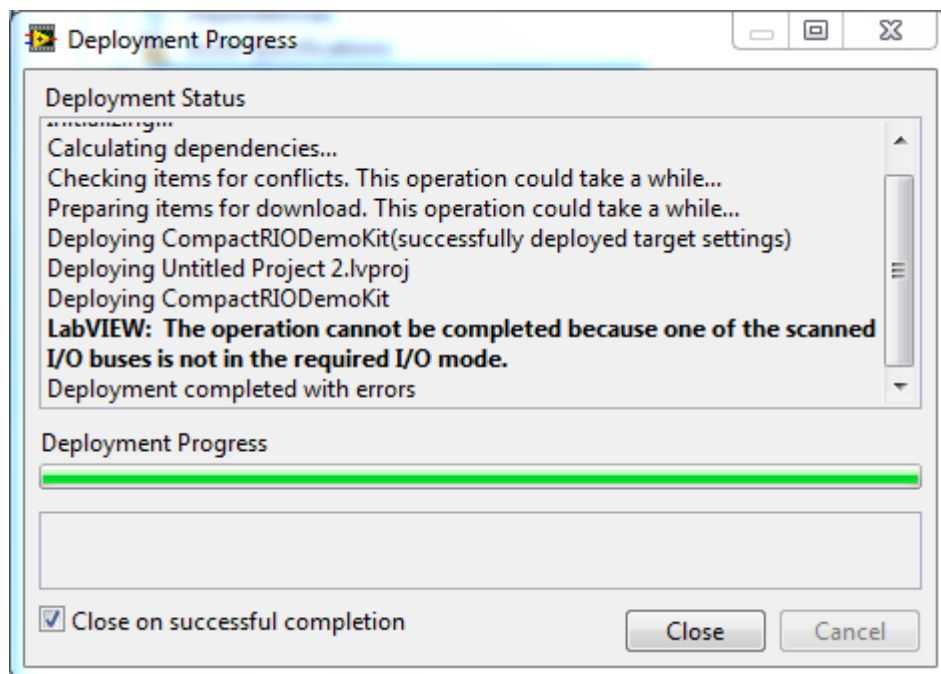 Deployment Progress
Deployment Status
Initializing...
Calculating dependencies...
Checking items for conflicts. This operation could take a while...
Preparing items for download. This operation could take a while...
Deploying CompactRIODemoKit(successfully deployed target settings)
Deploying Untitled Project 2.lvproj
Deploying CompactRIODemoKit
LabVIEW:  The operation cannot be completed because one of the scanned
I/O buses is not in the required I/O mode.
Deployment completed with errors
Deployment Progress
Close on successful completion
Close
Cancel